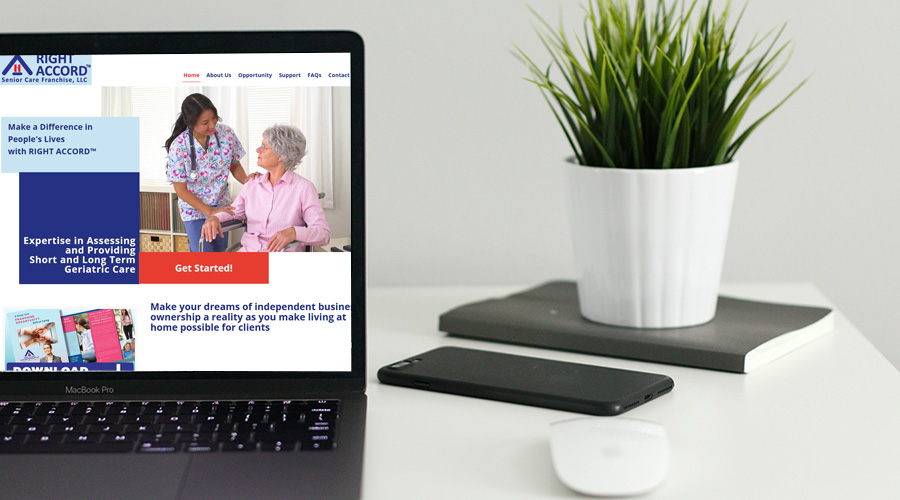 RIGHT
ACCORD™
Senior Care Franchise, LLC
Home About Us Opportunity Support FAQs Contact
Make a Difference in
People's Lives
with RIGHT ACCORD™
Expertise in Assessing
and Providing
Short and Long Term
Geriatric Care
Get Started!
Make your dreams of independent busine
ownership a reality as you make living at
home possible for clients
DOWNLOAD
MacBook Pro